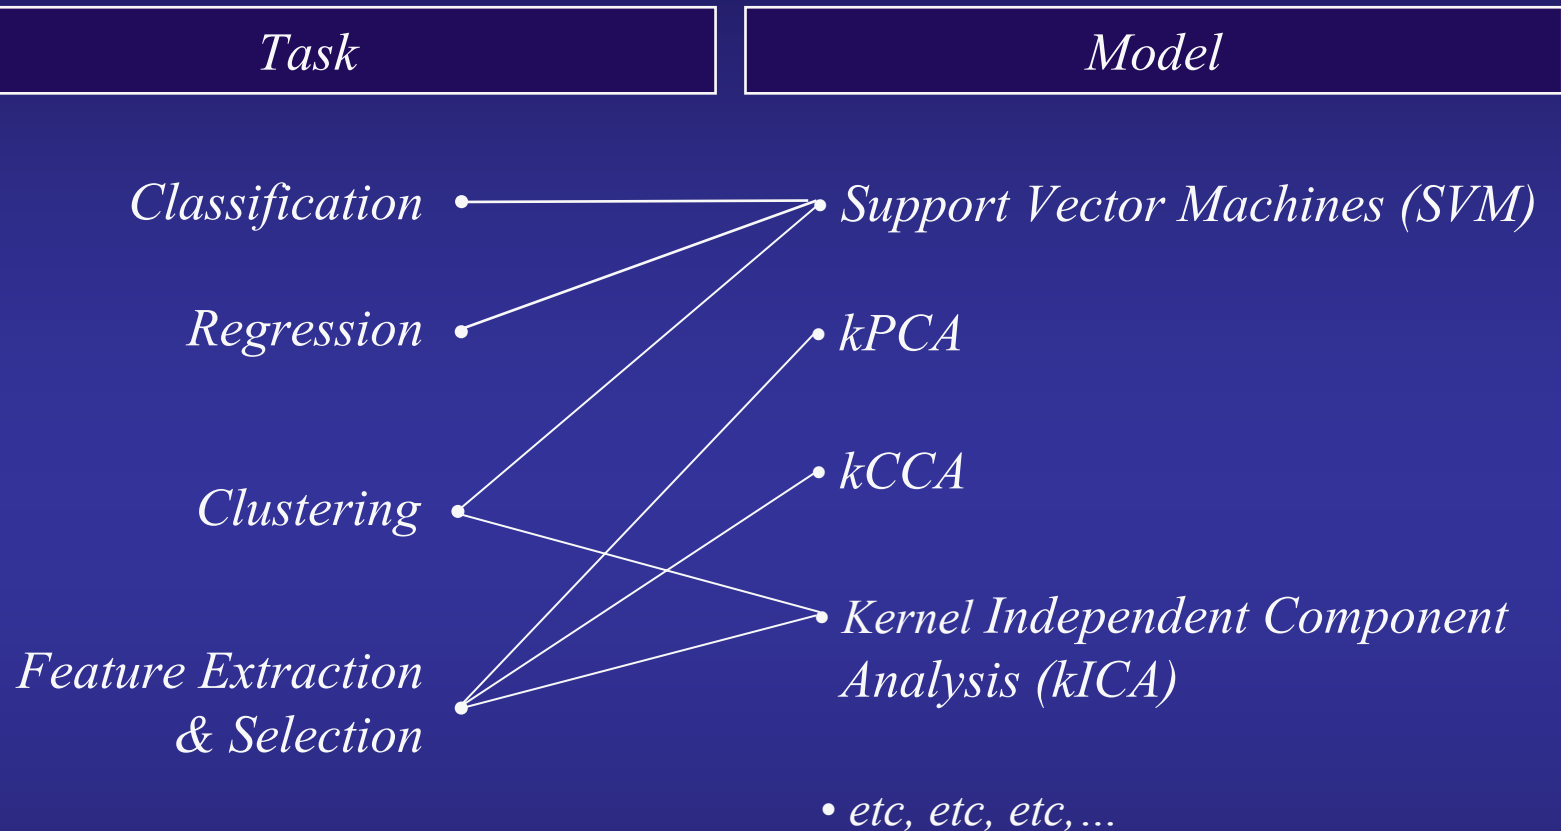 Task
Model
Classification
Support Vector Machines (SVM)
Regression
kPCA
Clustering
kCCA
Feature Extraction
& Selection
Kernel Independent Component
Analysis (kICA)
• etc, etc, etc,...